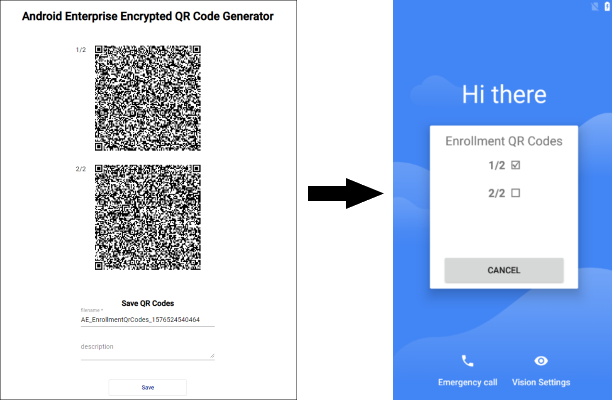 Android Enterprise Encrypted QR Code Generator
1/2
2/2
Save QR Codes
Name *
AE_EnrollmentQrCodes_1576524540464
description
Save
Hi there
Enrollment QR Codes
1/2
2/2
CANCEL
Emergency call
Vision Settings